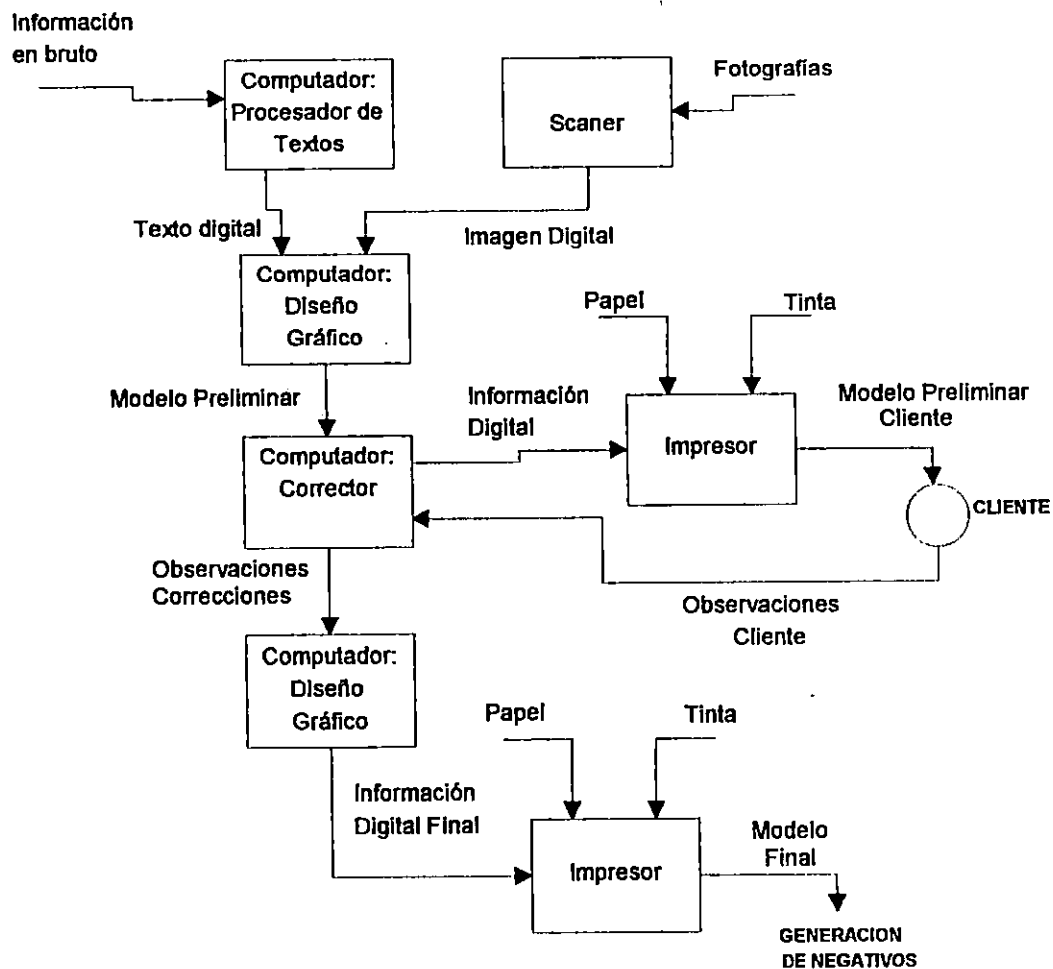 Información
en bruto
Computador:
Procesador de
Textos
Scaner
Fotografías
Texto digital
Imagen Digital
Computador:
Diseño
Gráfico
Papel
Tinta
Modelo Preliminar
Información
Digital
Modelo Preliminar
Cliente
Computador:
Corrector
Impresor
CLIENTE
Observaciones
Correcciones
Observaciones
Cliente
Computador:
Diseño
Gráfico
Papel
Tinta
Información
Digital Final
Impresor
Modelo
Final
GENERACION
DE NEGATIVOS